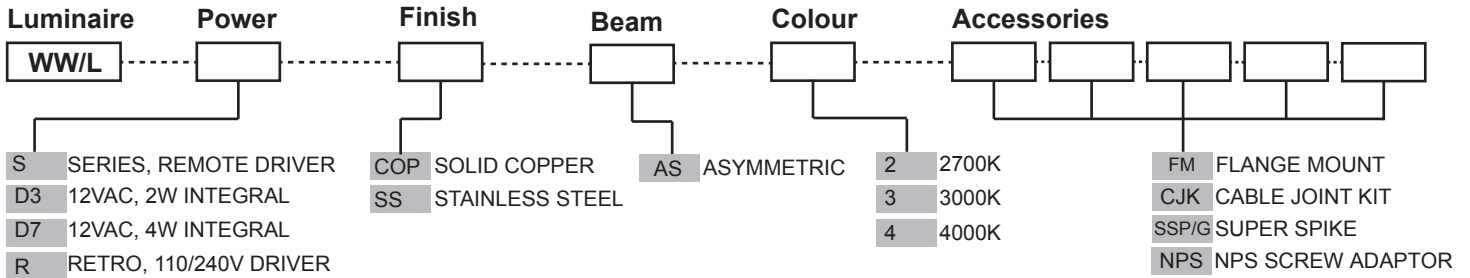 Luminaire Power Finish Beam Colour Accessories
WW/L
S SERIES, REMOTE DRIVER
D3 12VAC, 2W INTEGRAL
D7 12VAC, 4W INTEGRAL
R RETRO, 110/240V DRIVER
COP SOLID COPPER
SS STAINLESS STEEL
AS ASYMMETRIC
2 2700K
3 3000K
4 4000K
FM FLANGE MOUNT
CJK CABLE JOINT KIT
SSP/G SUPER SPIKE
NPS NPS SCREW ADAPTOR